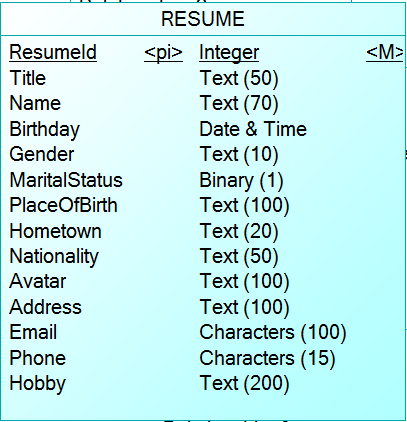 RESUME
ResumeId <pi> Integer <M>
Title Text (50)
Name Text (70)
Birthday Date & Time
Gender Text (10)
MaritalStatus Binary (1)
PlaceOfBirth Text (100)
Hometown Text (20)
Nationality Text (50)
Avatar Text (100)
Address Text (100)
Email Characters (100)
Phone Characters (15)
Hobby Text (200)